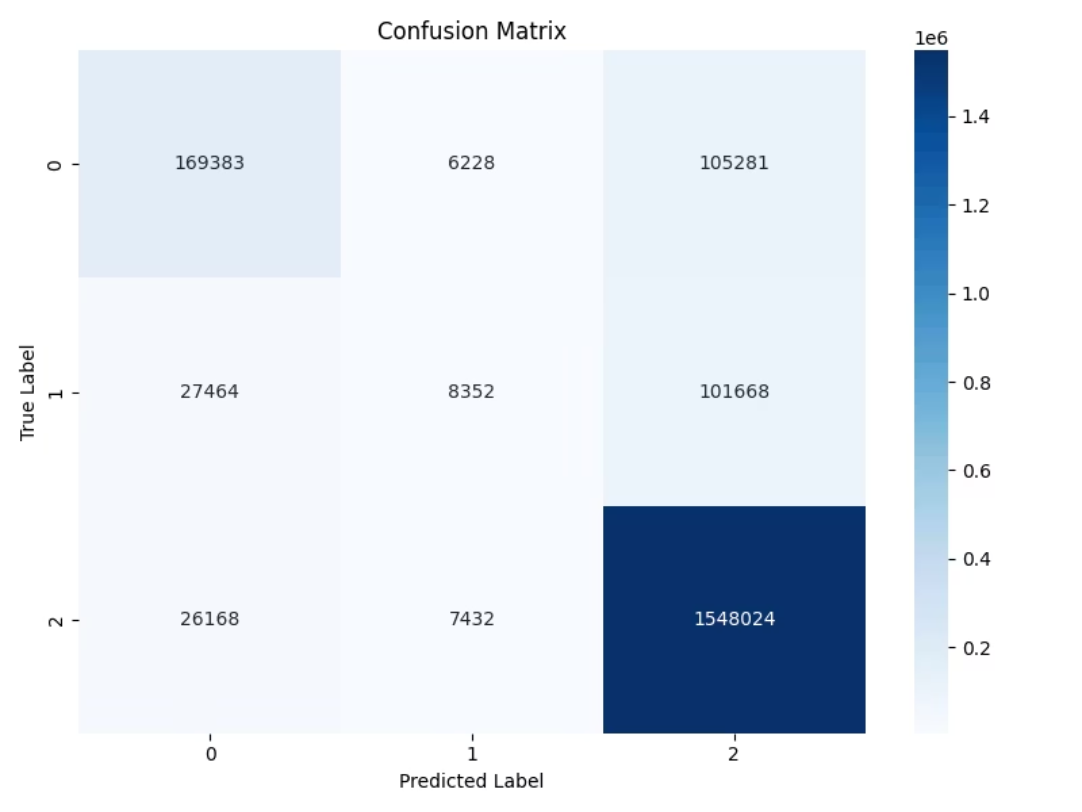 Confusion Matrix
1e6
169383 6228 105281
27464 8352 101668
26168 7432 1548024
0
1
2
True Label
0 1 2
Predicted Label
1.4
1.2
1.0
0.8
0.6
0.4
0.2